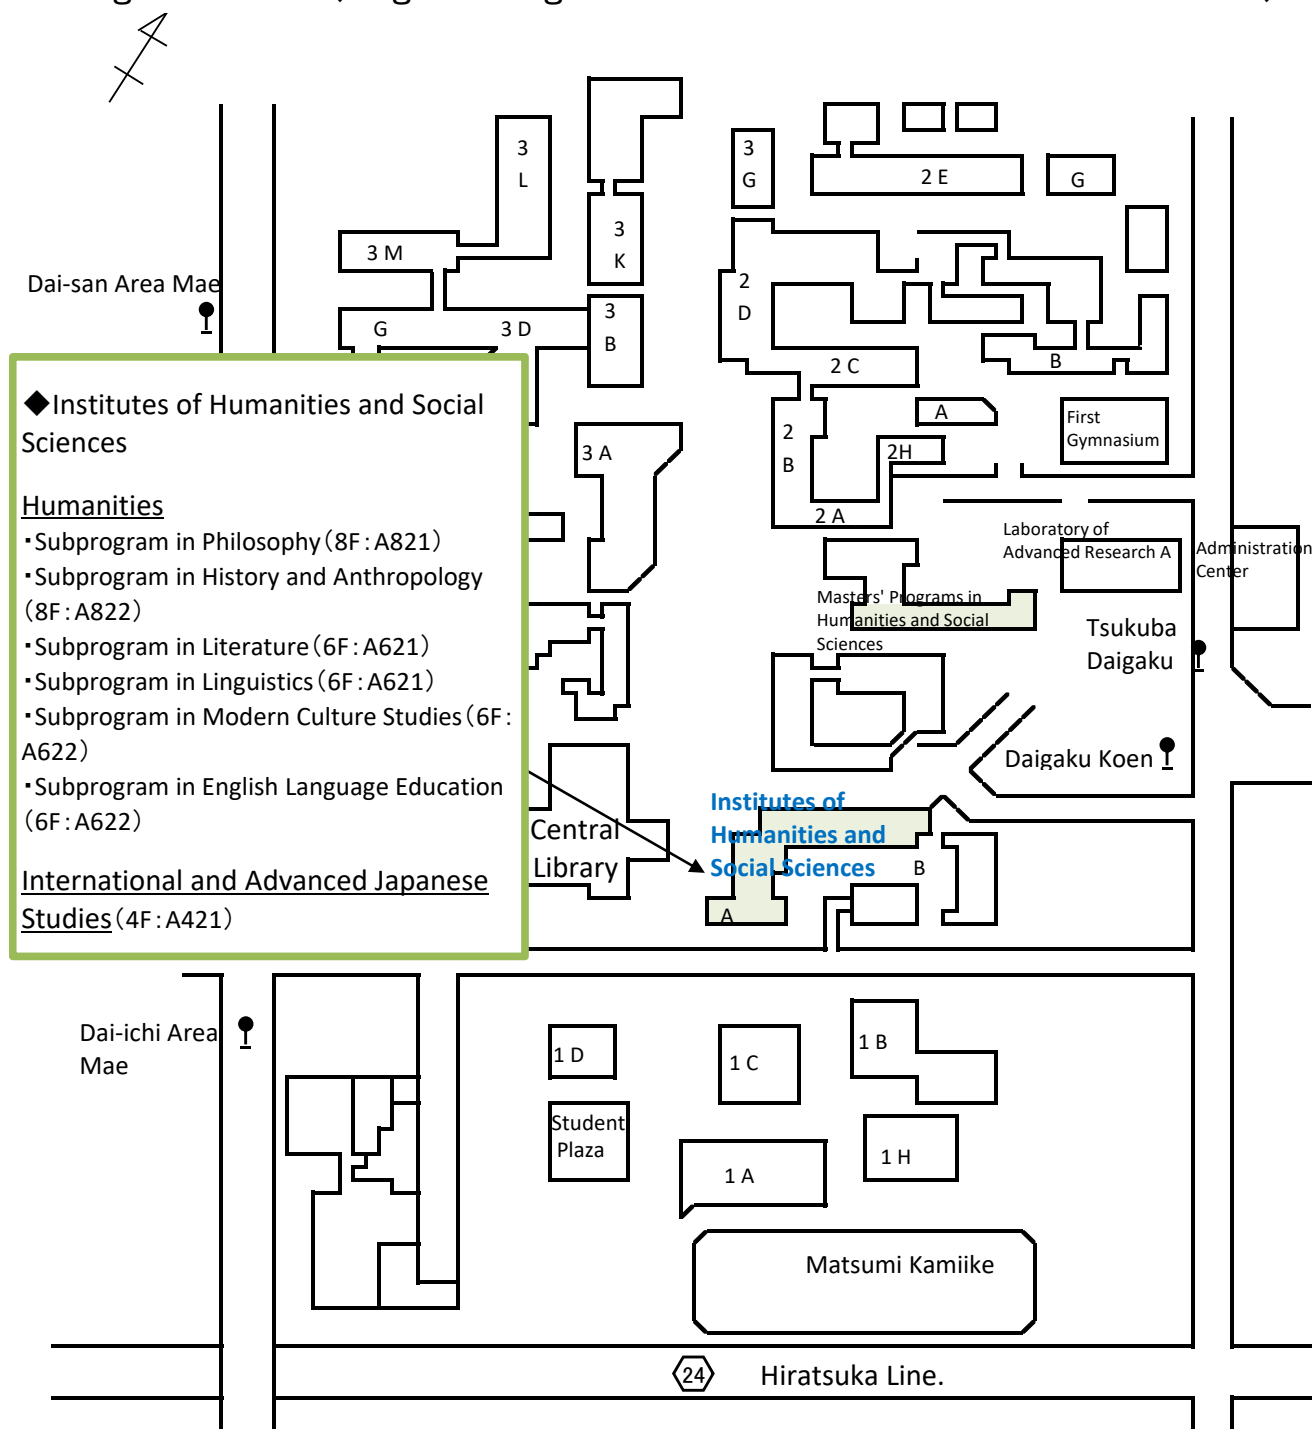 3
L
3
G
2 E
G
3
K
3 M
Dai-san Area Mae
2
D
G
3 D
3
B
2 C
B
◆Institutes of Humanities and Social
Sciences
Humanities
・Subprogram in Philosophy（8F：A821）
・Subprogram in History and Anthropology
（8F：A822）
・Subprogram in Literature（6F：A621）
・Subprogram in Linguistics（6F：A621）
・Subprogram in Modern Culture Studies（6F：
A622）
・Subprogram in English Language Education
（6F：A622）
International and Advanced Japanese
Studies（4F：A421）
A
First
Gymnasium
3 A
2
B
2H
2 A
Laboratory of
Advanced Research A
Administration
Center
Masters' Programs in
Humanities and Social
Sciences
Tsukuba
Daigaku
Daigaku Koen
Institutes of
Humanities and
Social Sciences
Central
Library
B
A
Dai-ichi Area
Mae
1 D
1 C
1 B
Student
Plaza
1 A
1 H
Matsumi Kamiike
24
Hiratsuka Line.